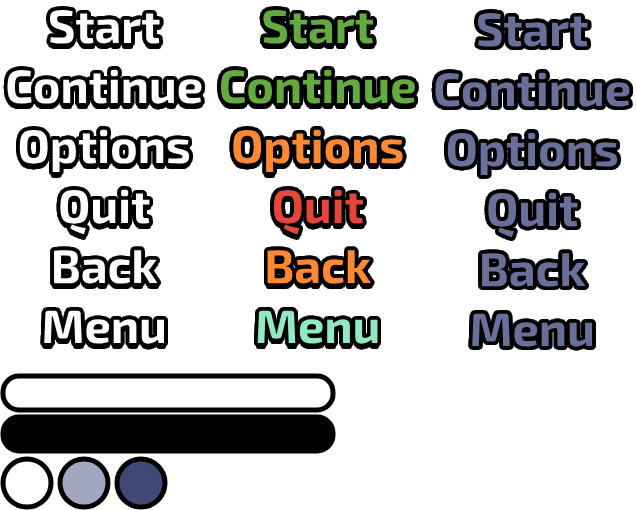 Start Start Start
Continue Continue Continue
Options Options Options
Quit Quit Quit
Back Back Back
Menu Menu Menu